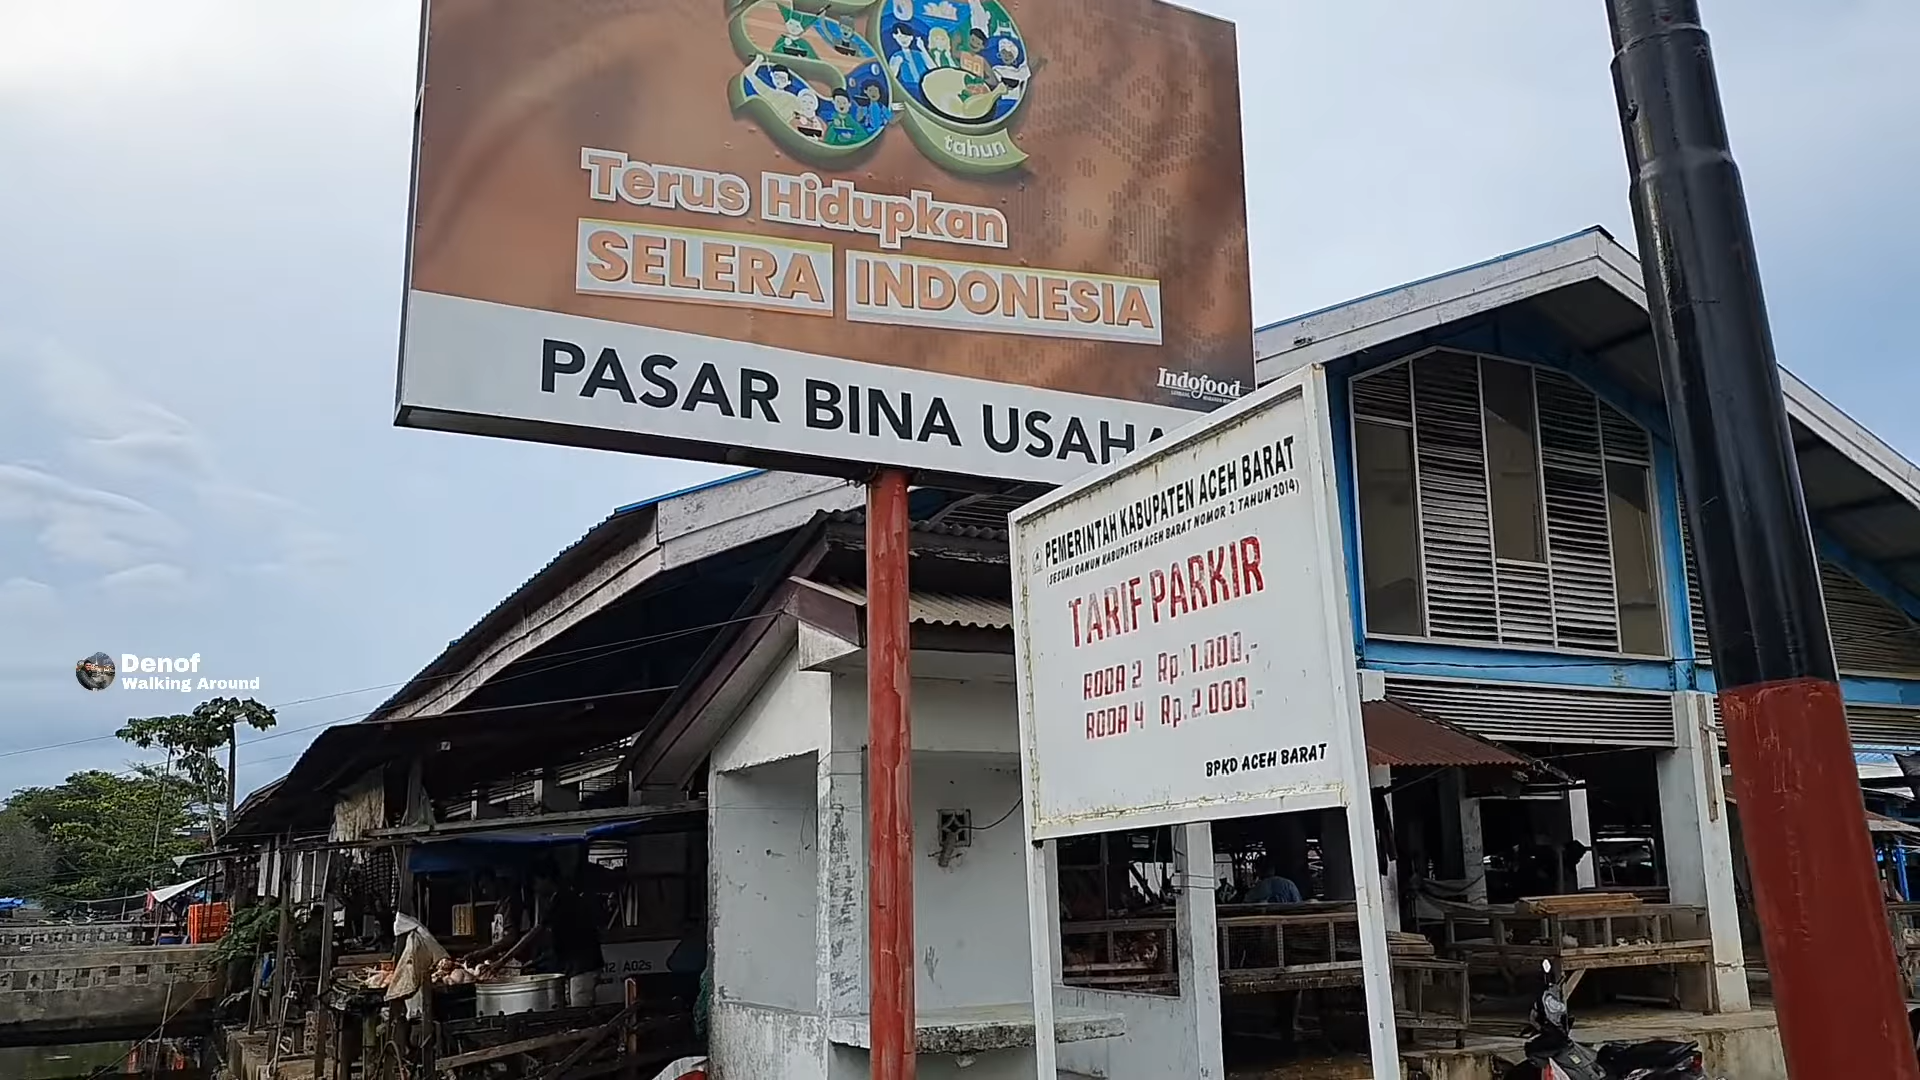 50
tahun
Terus Hidupkan
SELERA INDONESIA
Indofood
PASAR BINA USAHA
PEMERINTAH KABUPATEN ACEH BARAT
(SESUAI QANUN KABUPATEN ACEH BARAT NOMOR 2 TAHUN 2014)
TARIF PARKIR
RODA 2 Rp. 1.000,-
RODA 4 Rp. 2.000,-
BPKD ACEH BARAT
Denof
Walking Around
A02s